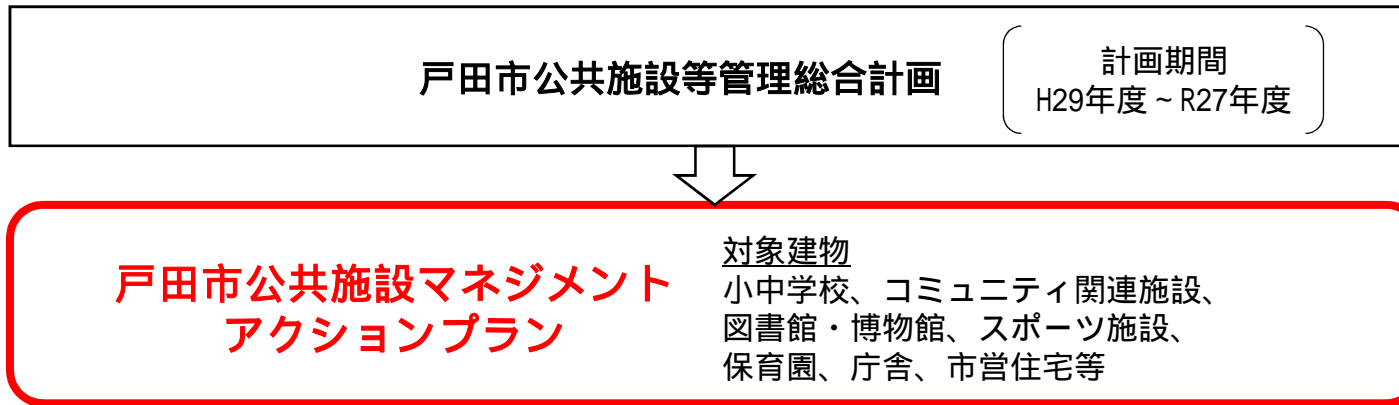 戸田市公共施設等管理総合計画
計画期間
H29年度~R27年度
戸田市公共施設マネジメント
アクションプラン
対象建物
小中学校、コミュニティ関連施設、
図書館・博物館、スポーツ施設、
保育園、庁舎、市営住宅等